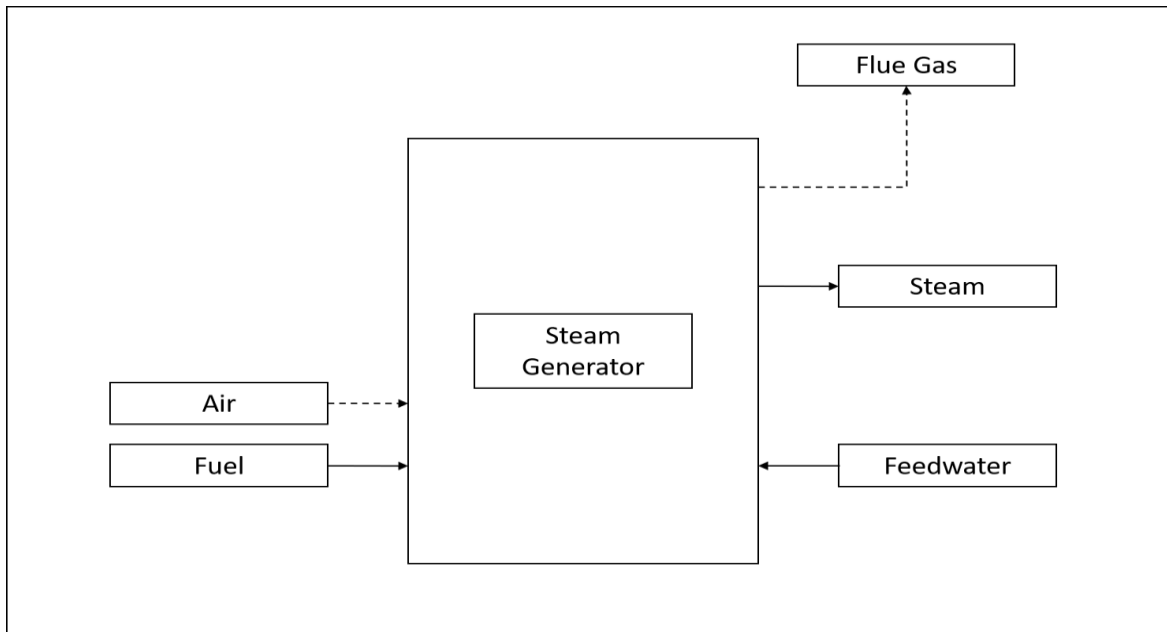 Flue Gas
Steam
Steam
Generator
Air
Fuel
Feedwater